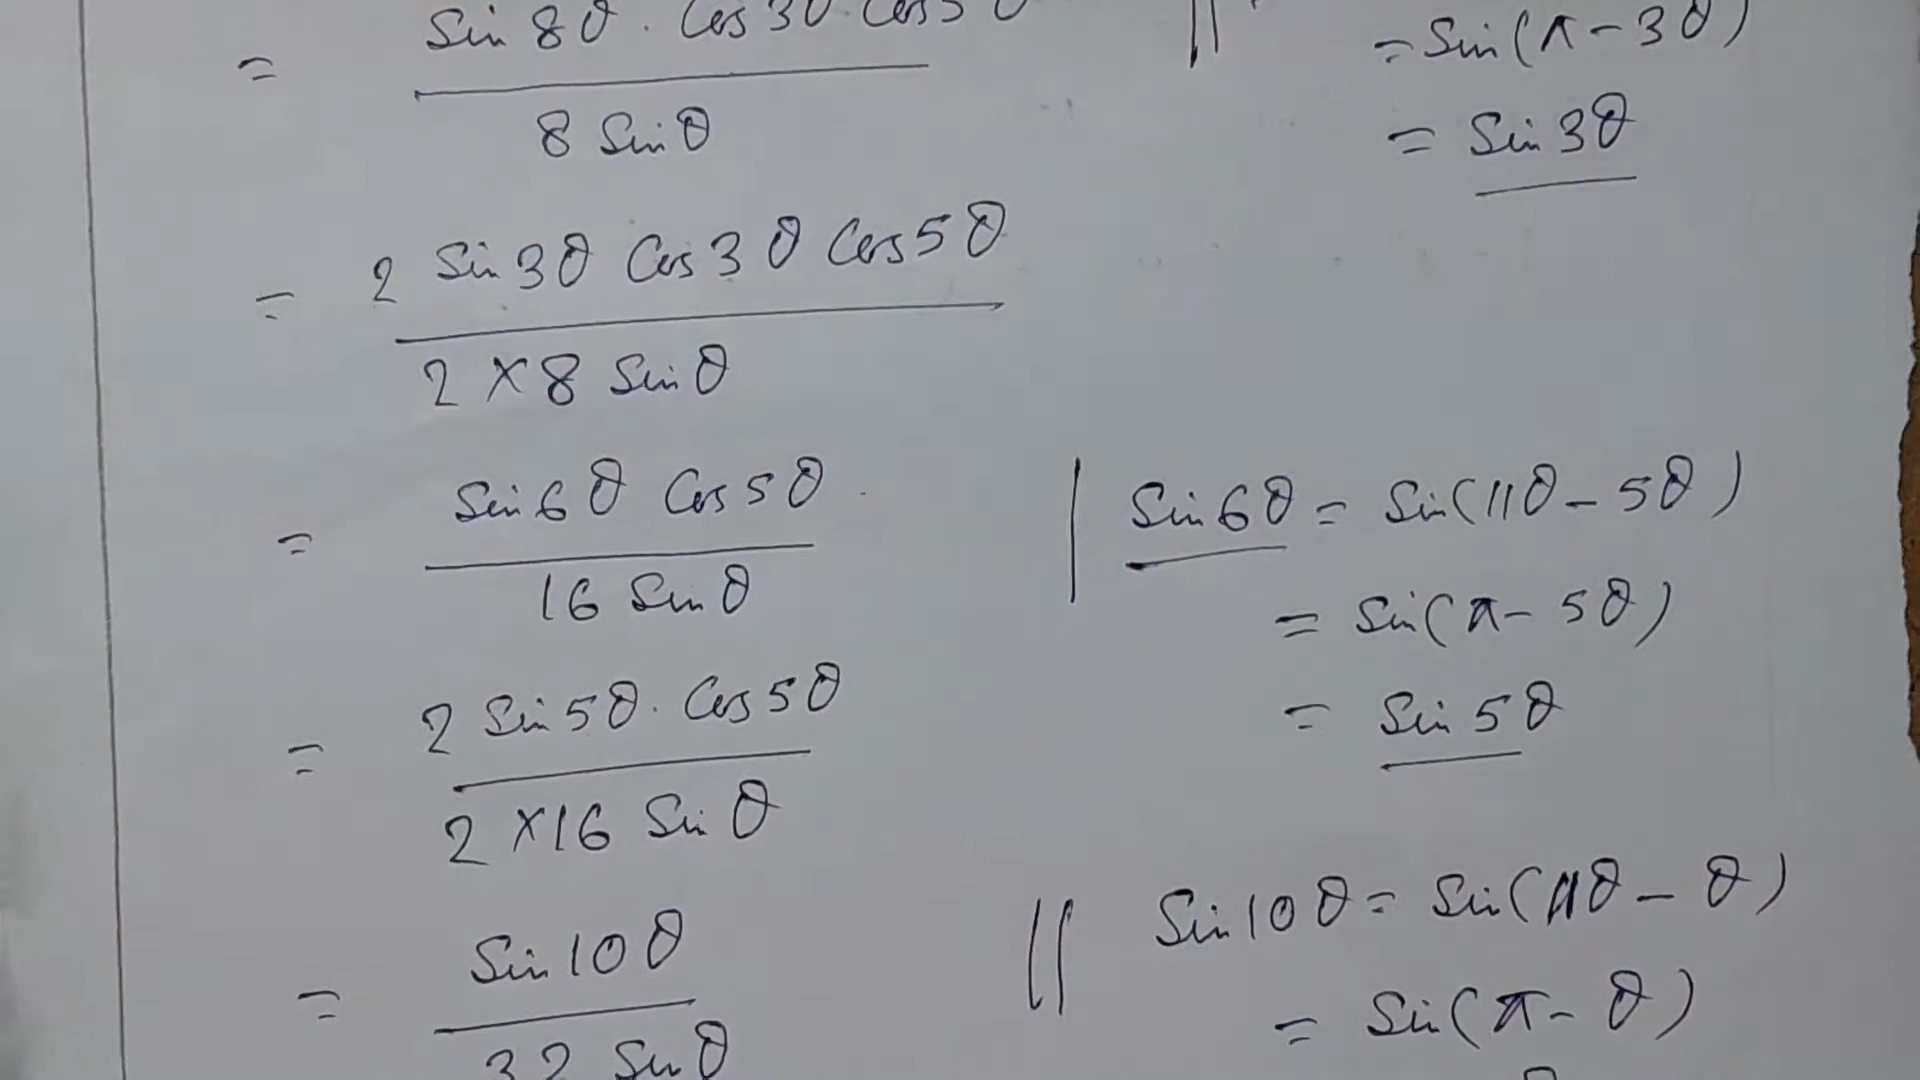 = Sin 8θ . Cos 3θ . Cos 5θ / 8 Sin θ
= Sin(π - 3θ)
= Sin 3θ
= 2 Sin 3θ Cos 3θ Cos 5θ / 2 × 8 Sin θ
= Sin 6θ Cos 5θ / 16 Sin θ
Sin 6θ = Sin(11θ - 5θ)
= Sin(π - 5θ)
= Sin 5θ
= 2 Sin 5θ . Cos 5θ / 2 × 16 Sin θ
= Sin 10θ / 32 Sin θ
Sin 10θ = Sin(11θ - θ)
= Sin(π - θ)